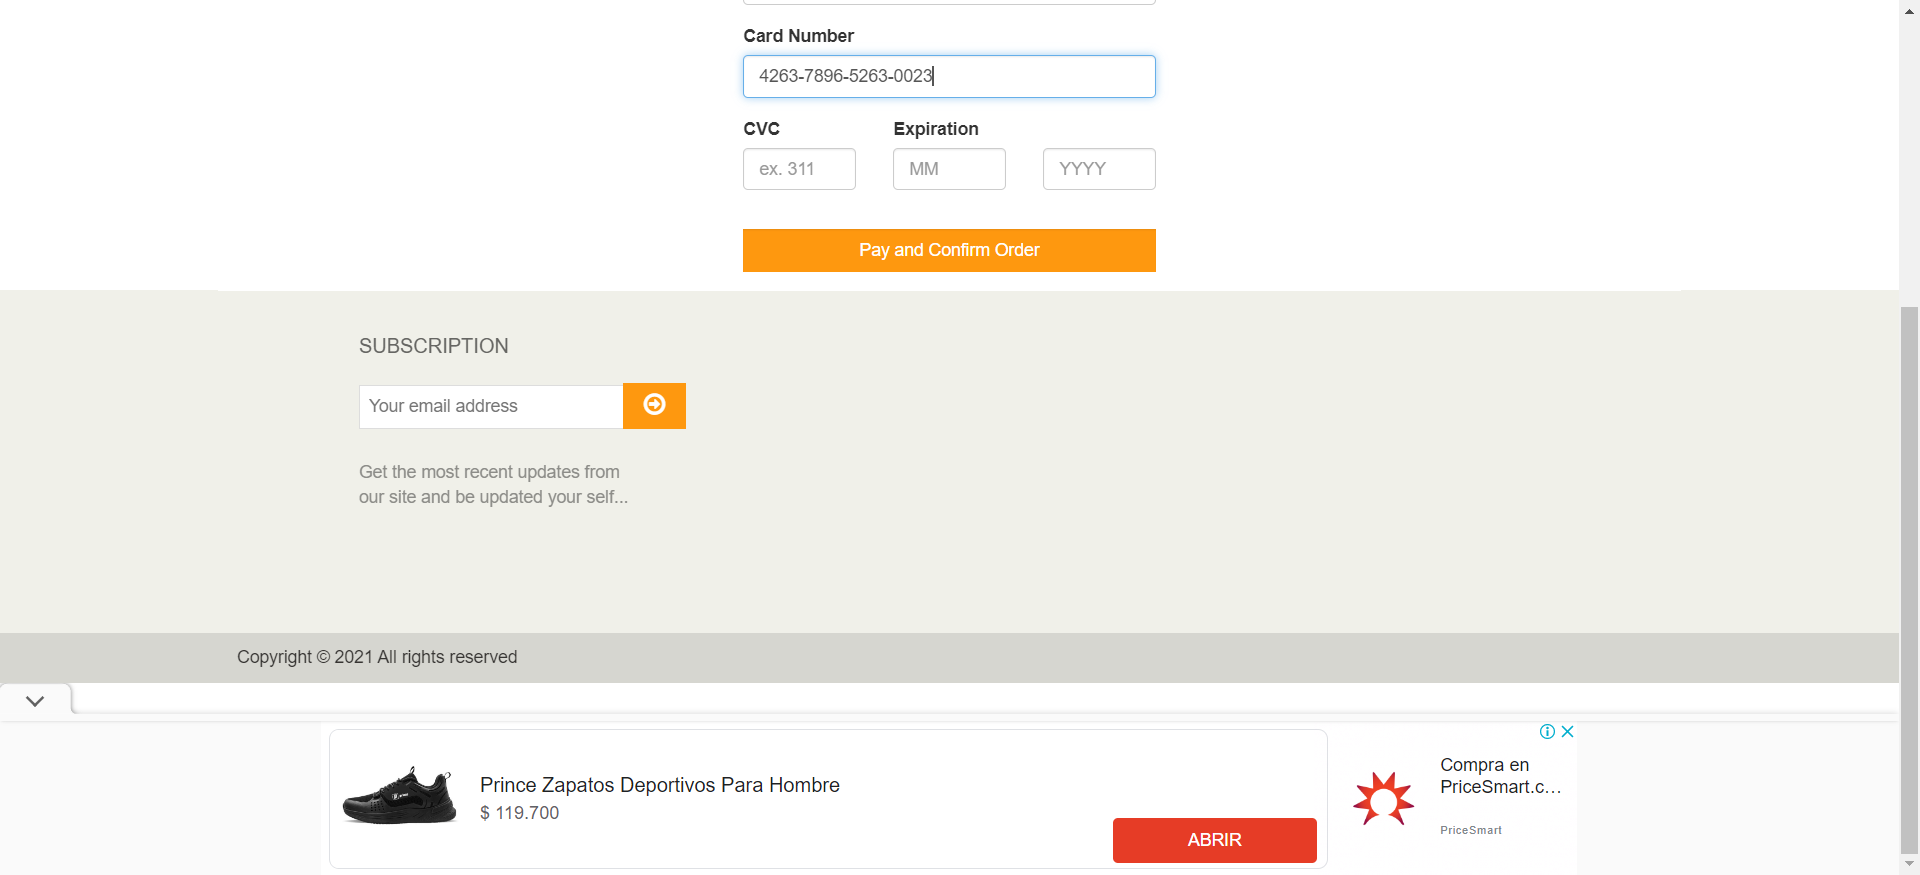 Card Number
4263-7896-5263-0023
CVC Expiration
ex. 311 MM YYYY
Pay and Confirm Order
SUBSCRIPTION
Your email address
Get the most recent updates from
our site and be updated your self...
Copyright © 2021 All rights reserved
Prince Zapatos Deportivos Para Hombre
$ 119.700
ABRIR
Compra en
PriceSmart.c...
PriceSmart